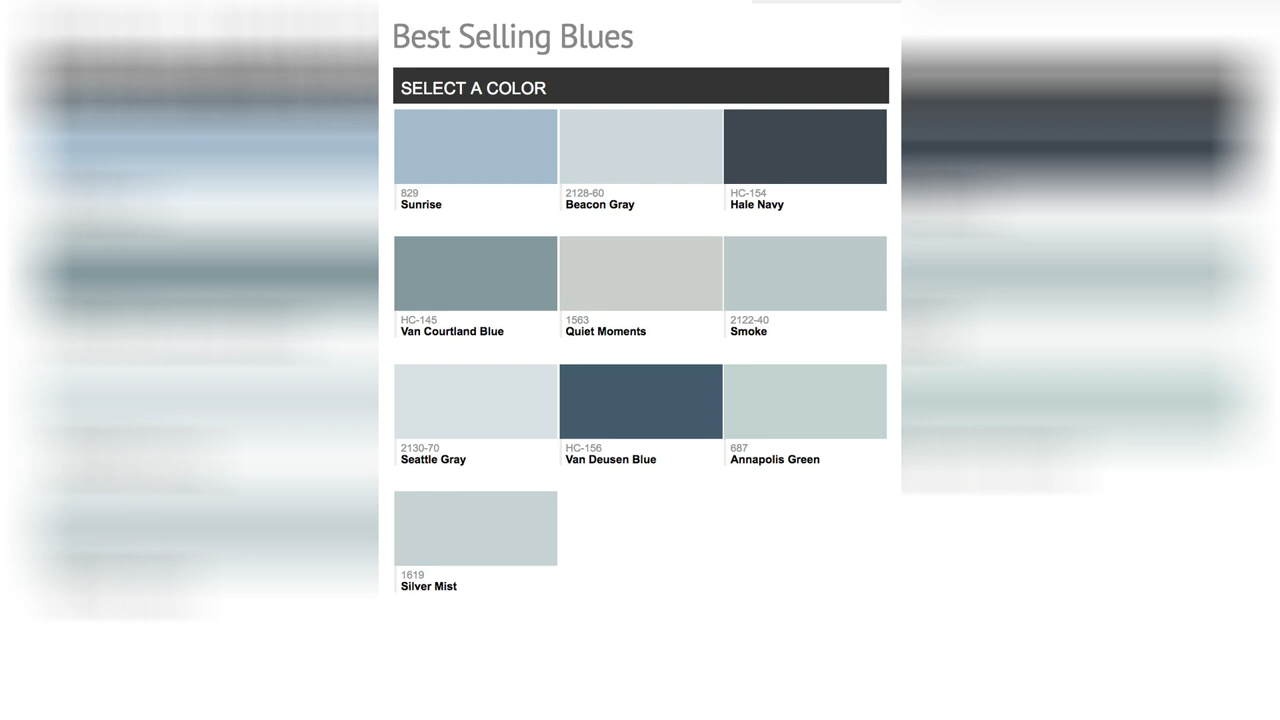 Best Selling Blues
SELECT A COLOR
829
Sunrise
2128-60
Beacon Gray
HC-154
Hale Navy
HC-145
Van Courtland Blue
1563
Quiet Moments
2122-40
Smoke
2130-70
Seattle Gray
HC-156
Van Deusen Blue
687
Annapolis Green
1619
Silver Mist